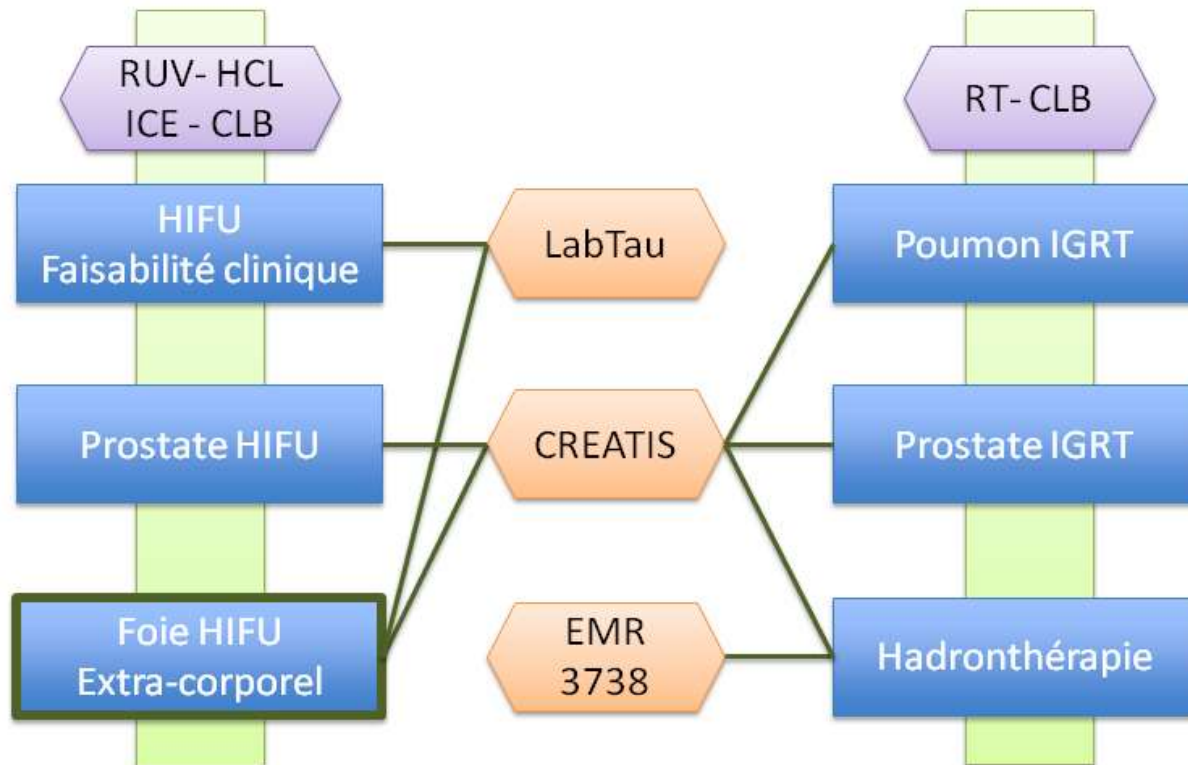 RUV- HCL
ICE - CLB
RT- CLB
HIFU
Faisabilité clinique
LabTau
Poumon IGRT
Prostate HIFU
CREATIS
Prostate IGRT
Foie HIFU
Extra-corporel
EMR
3738
Hadronthérapie